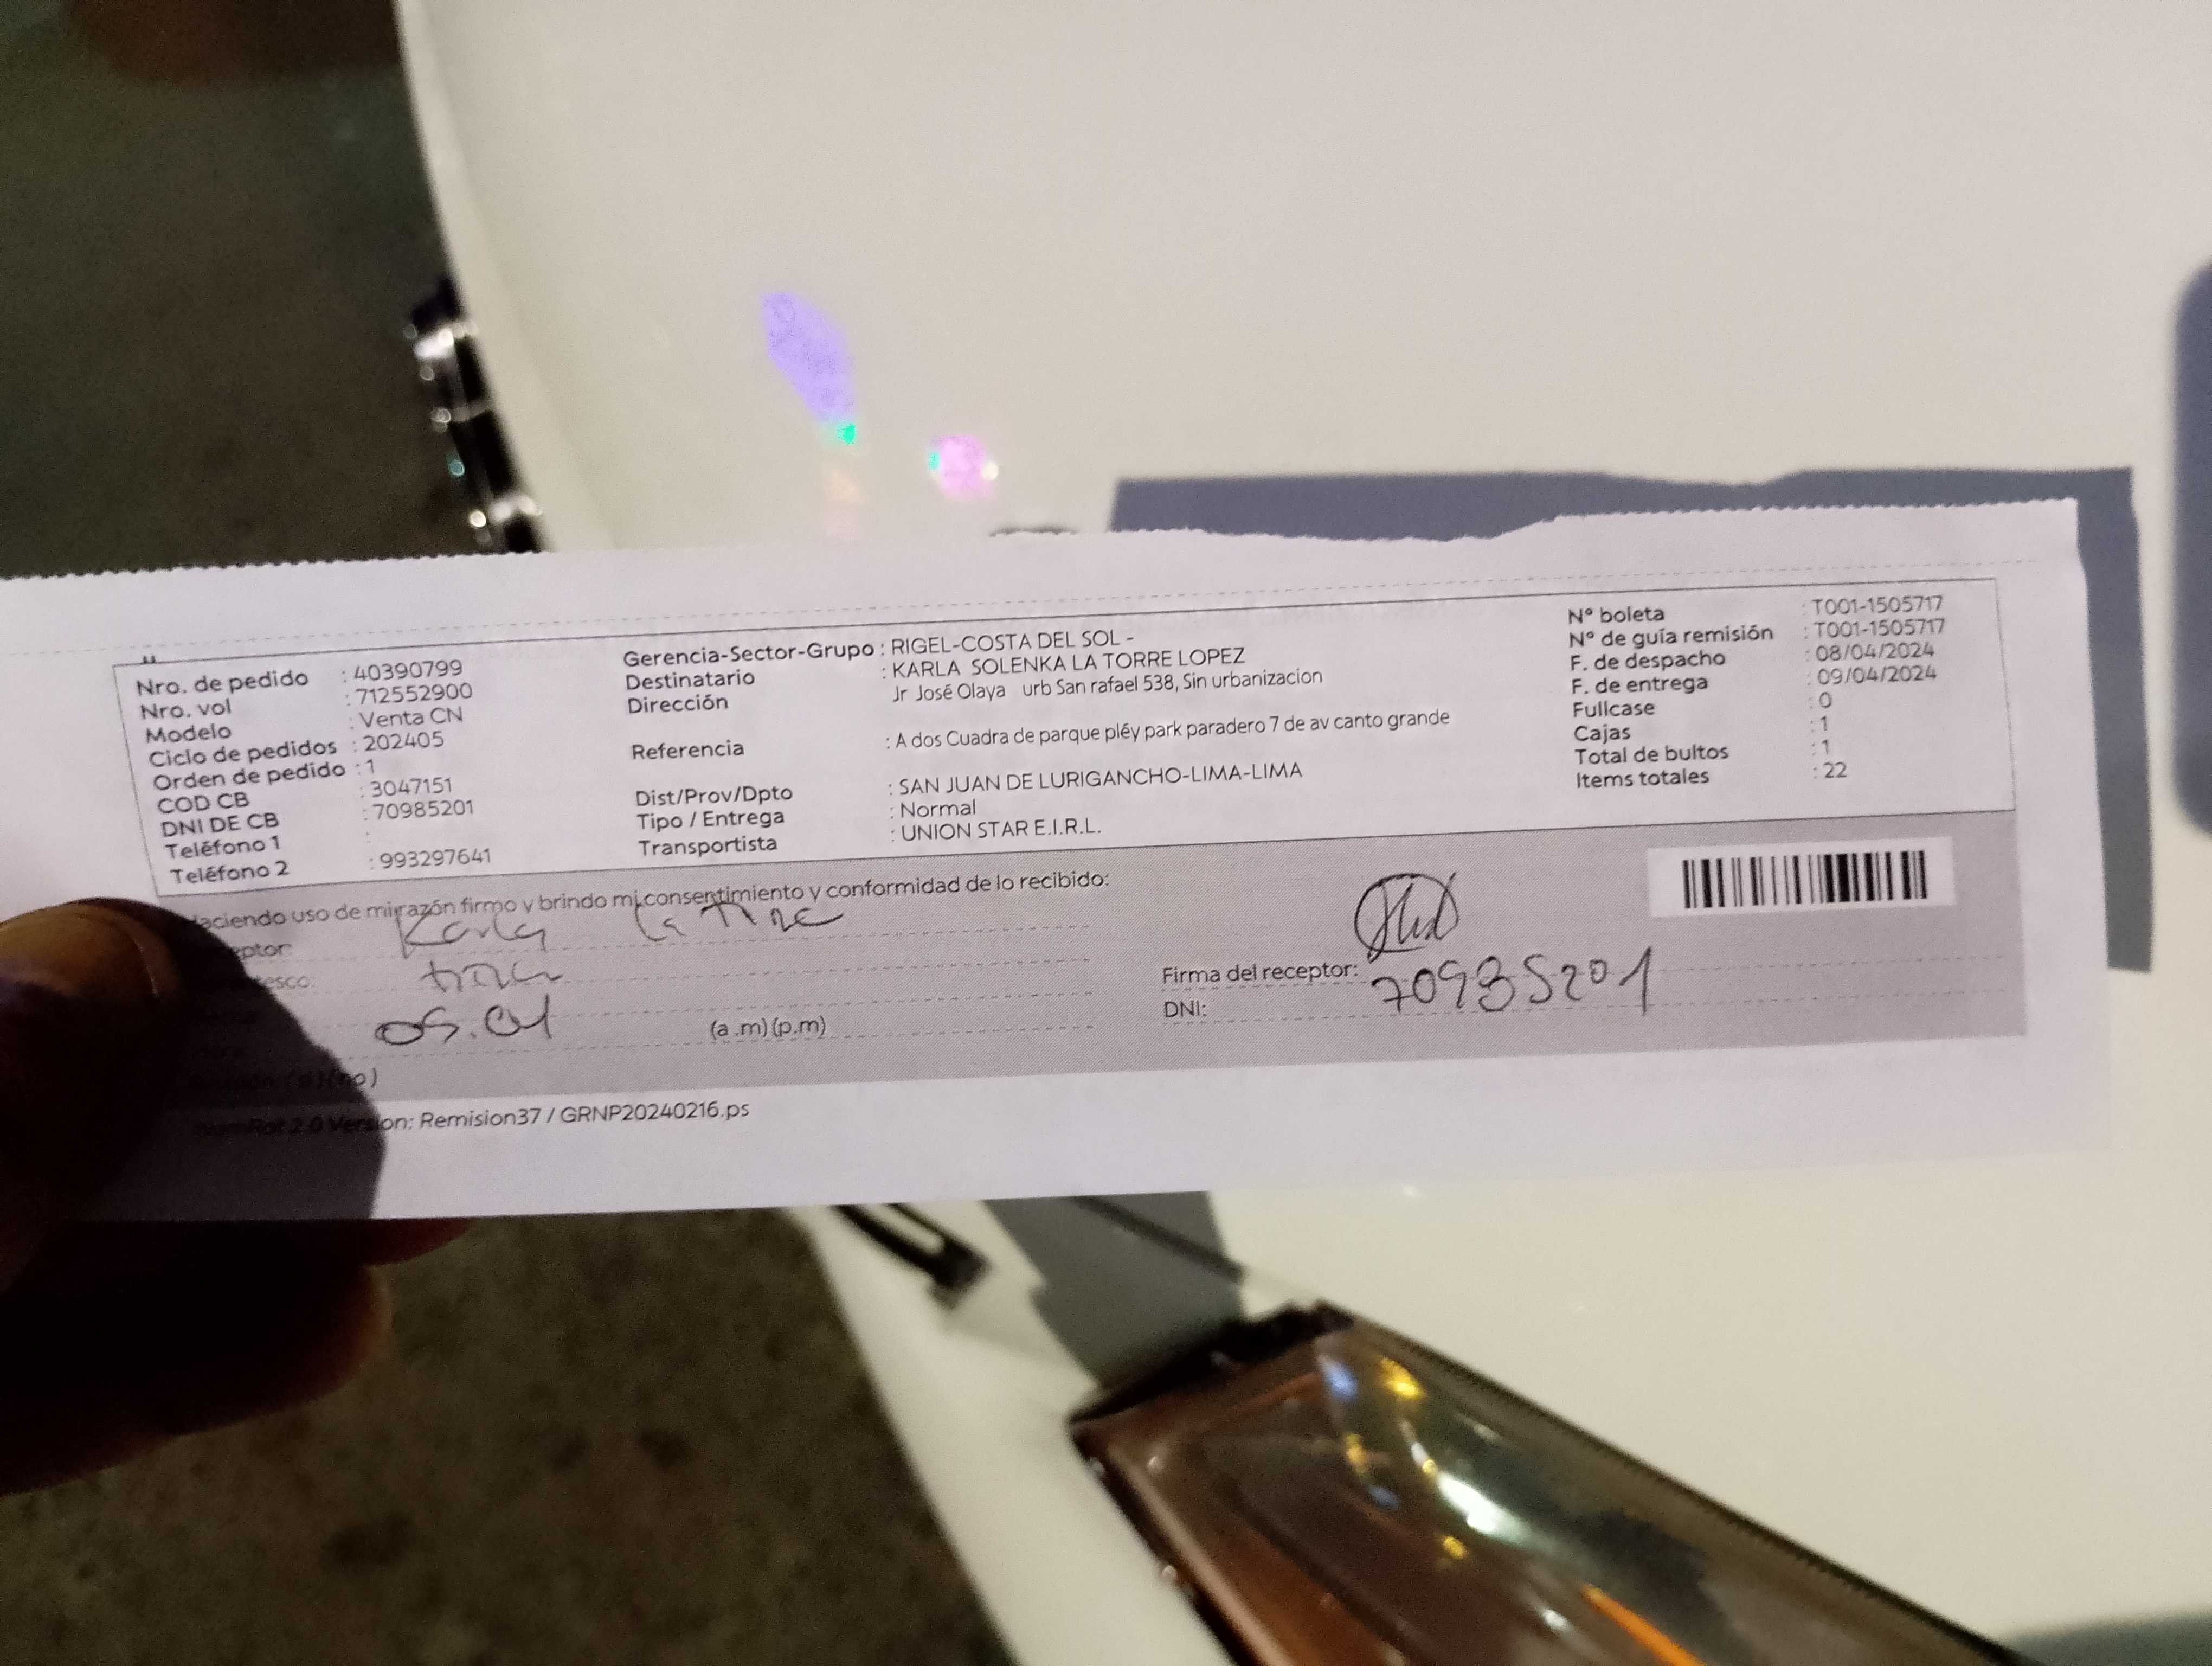 Nro. de pedido : 40390799
Nro. vol : 712552900
Modelo : Venta CN
Ciclo de pedidos : 202405
Orden de pedido : 1
COD CB : 3047151
DNI DE CB : 70985201
Teléfono 1 :
Teléfono 2 : 993297641
Gerencia-Sector-Grupo : RIGEL-COSTA DEL SOL -
Destinatario : KARLA SOLENKA LA TORRE LOPEZ
Dirección Jr José Olaya urb San rafael 538, Sin urbanizacion
Referencia : A dos Cuadra de parque pléy park paradero 7 de av canto grande
Dist/Prov/Dpto : SAN JUAN DE LURIGANCHO-LIMA-LIMA
Tipo / Entrega : Normal
Transportista : UNION STAR E.I.R.L.
N° boleta : T001-1505717
N° de guía remisión : T001-1505717
F. de despacho : 08/04/2024
F. de entrega : 09/04/2024
Fullcase : 0
Cajas : 1
Total de bultos : 1
Items totales : 22
aciendo uso de mi razón firmo y brindo mi consentimiento y conformidad de lo recibido:
eptor: Karla La
esco:
(a .m) (p.m)
(no)
Firma del receptor:
DNI: 70985201
2.0 Version: Remision37 / GRNP20240216.ps